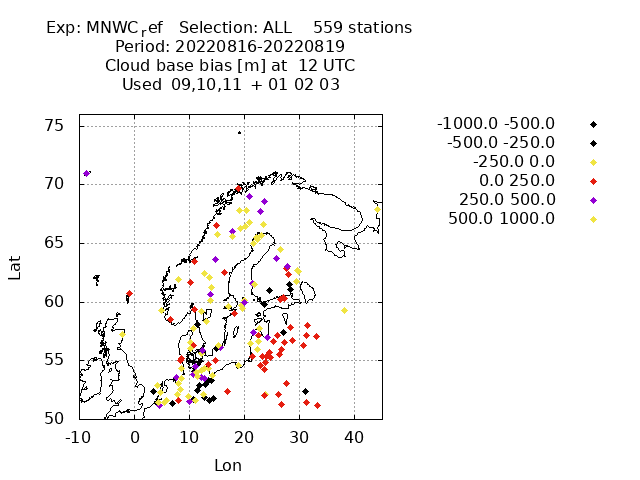 Exp: MNWC_ref Selection: ALL 559 stations
Period: 20220816-20220819
Cloud base bias [m] at 12 UTC
Used 09,10,11 + 01 02 03
-1000.0 -500.0
-500.0 -250.0
-250.0 0.0
0.0 250.0
250.0 500.0
500.0 1000.0
75
70
65
60
55
50
Lat
-10 0 10 20 30 40
Lon